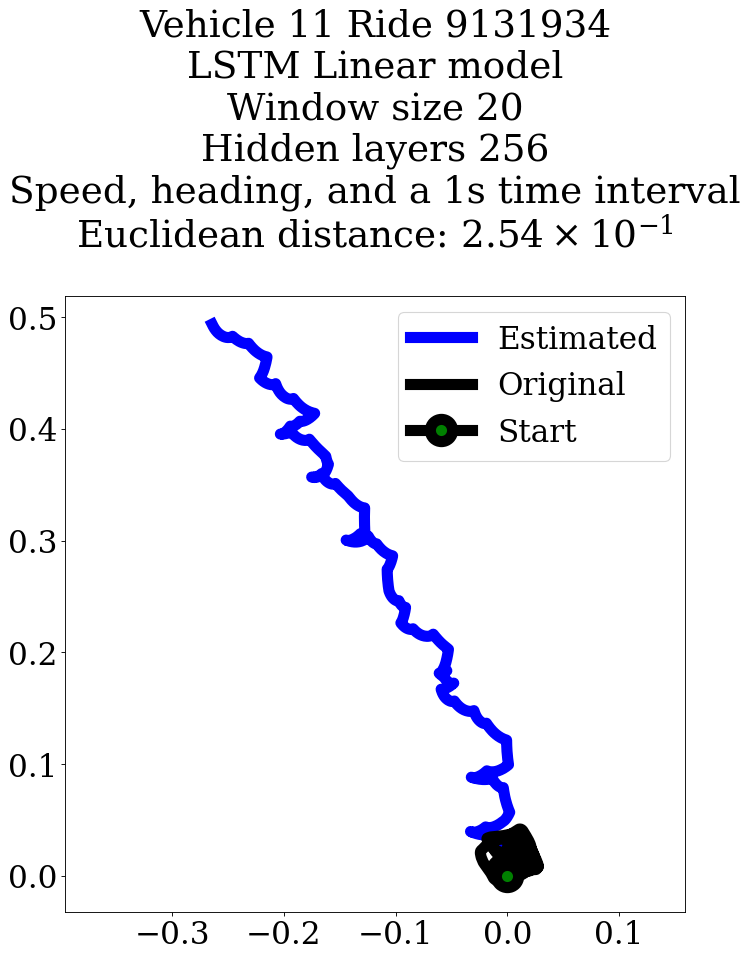 Vehicle 11 Ride 9131934
LSTM Linear model
Window size 20
Hidden layers 256
Speed, heading, and a 1s time interval
Euclidean distance: 2.54 × 10⁻¹
Estimated
Original
Start
0.5
0.4
0.3
0.2
0.1
0.0
−0.3 −0.2 −0.1 0.0 0.1